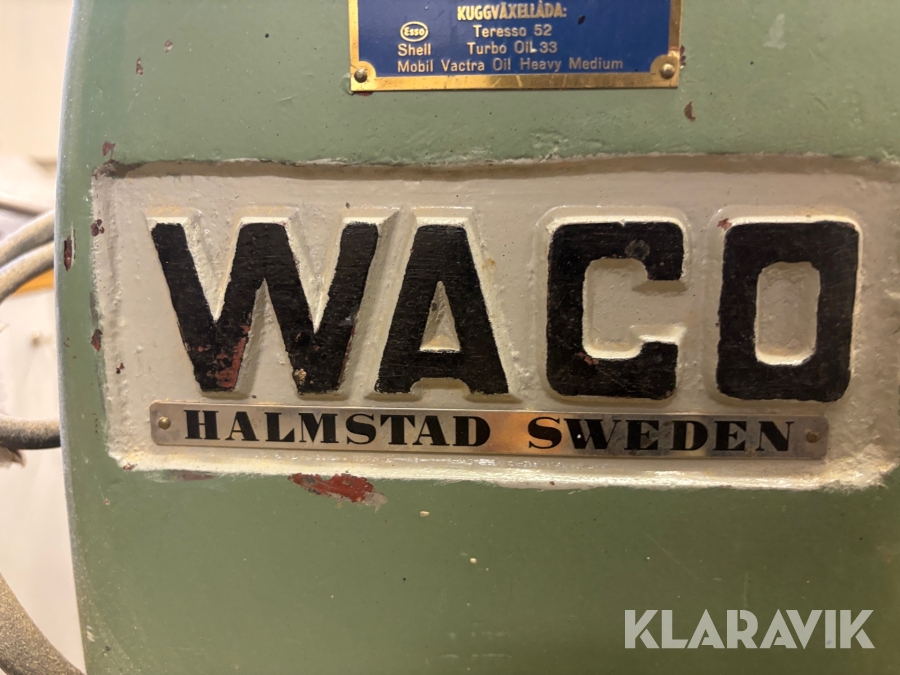 KUGGVÄXELLÅDA:
Esso Teresso 52
Shell Turbo Oil 33
Mobil Vactra Oil Heavy Medium
WACO
HALMSTAD SWEDEN
KLARAVIK